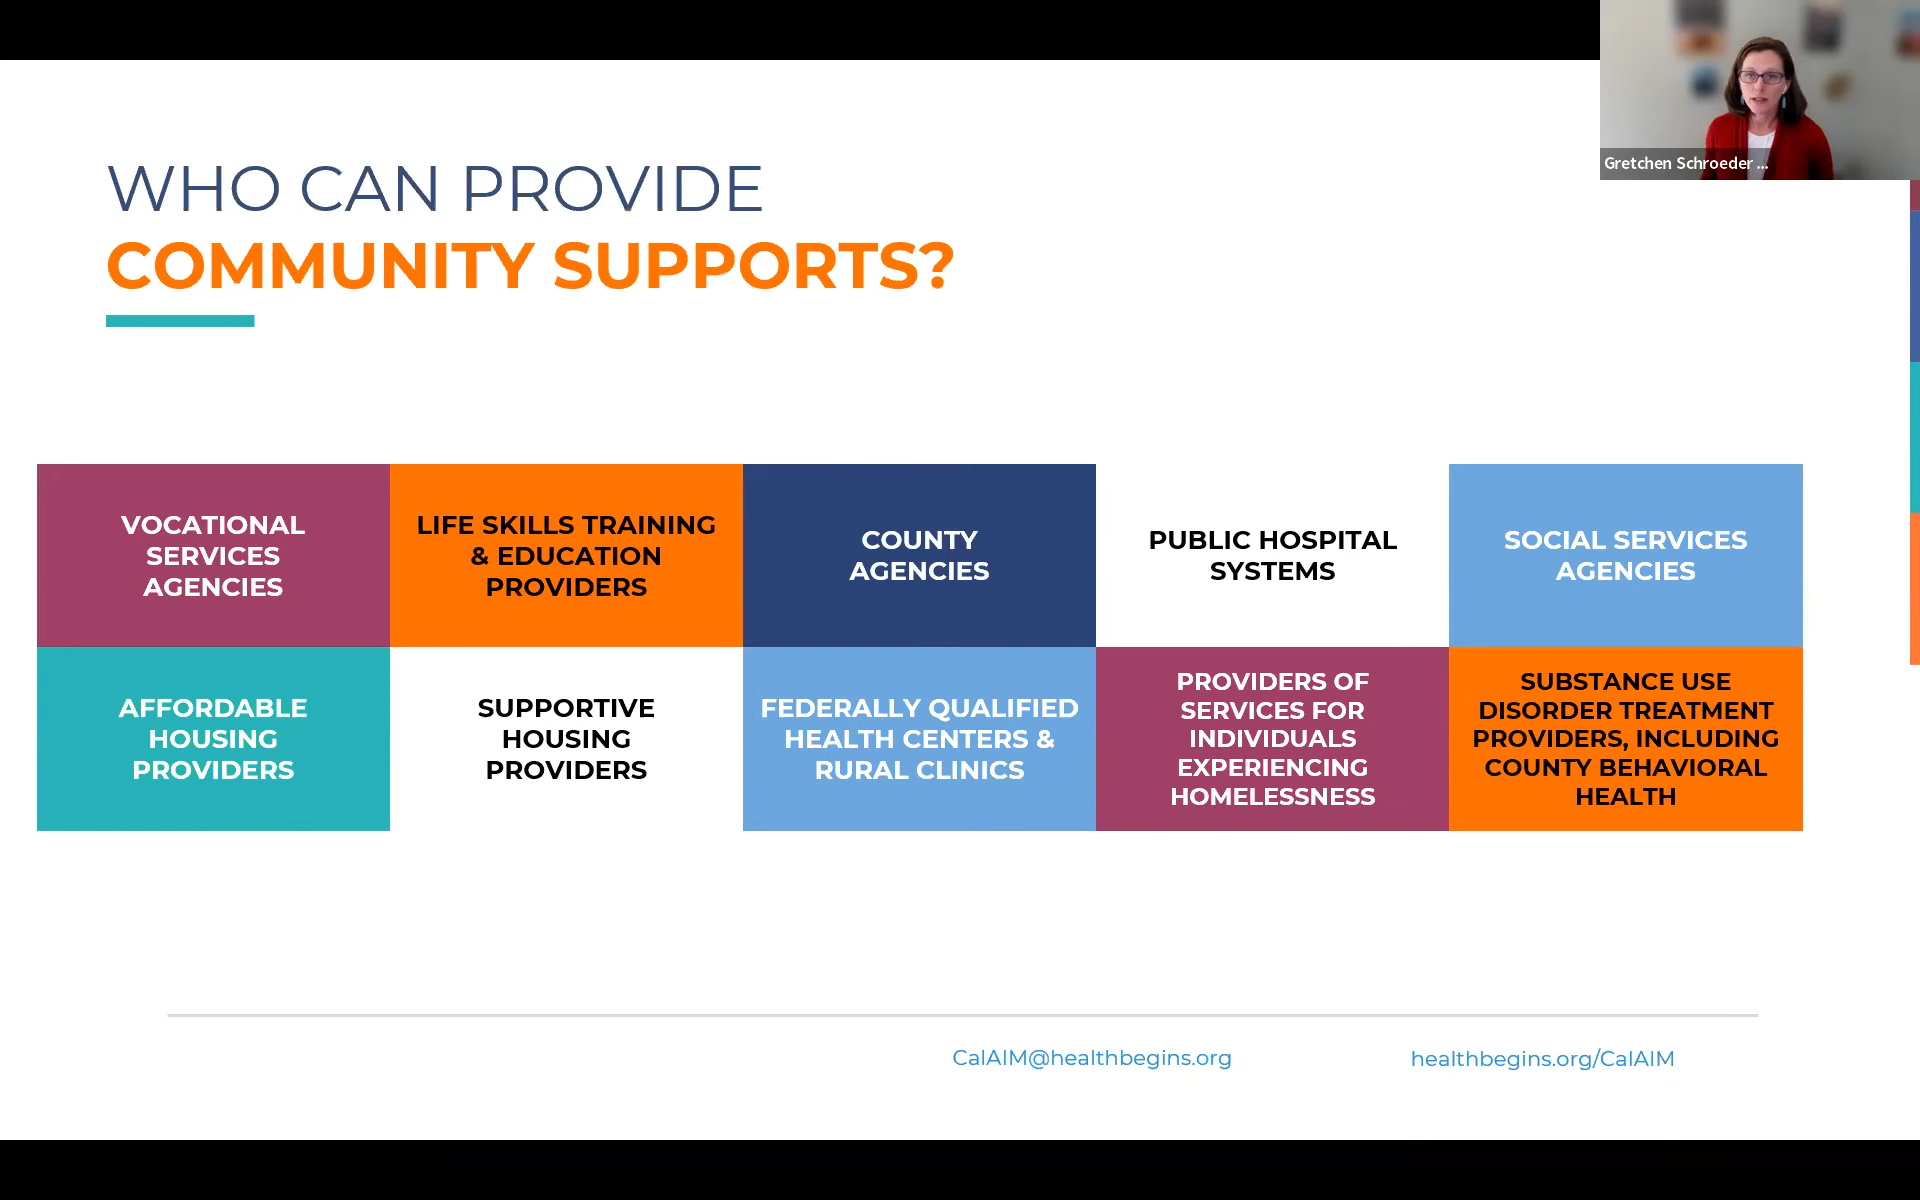 Gretchen Schroeder ...
WHO CAN PROVIDE
COMMUNITY SUPPORTS?
VOCATIONAL
SERVICES
AGENCIES
LIFE SKILLS TRAINING
& EDUCATION
PROVIDERS
COUNTY
AGENCIES
PUBLIC HOSPITAL
SYSTEMS
SOCIAL SERVICES
AGENCIES
AFFORDABLE
HOUSING
PROVIDERS
SUPPORTIVE
HOUSING
PROVIDERS
FEDERALLY QUALIFIED
HEALTH CENTERS &
RURAL CLINICS
PROVIDERS OF
SERVICES FOR
INDIVIDUALS
EXPERIENCING
HOMELESSNESS
SUBSTANCE USE
DISORDER TREATMENT
PROVIDERS, INCLUDING
COUNTY BEHAVIORAL
HEALTH
CalAIM@healthbegins.org
healthbegins.org/CalAIM